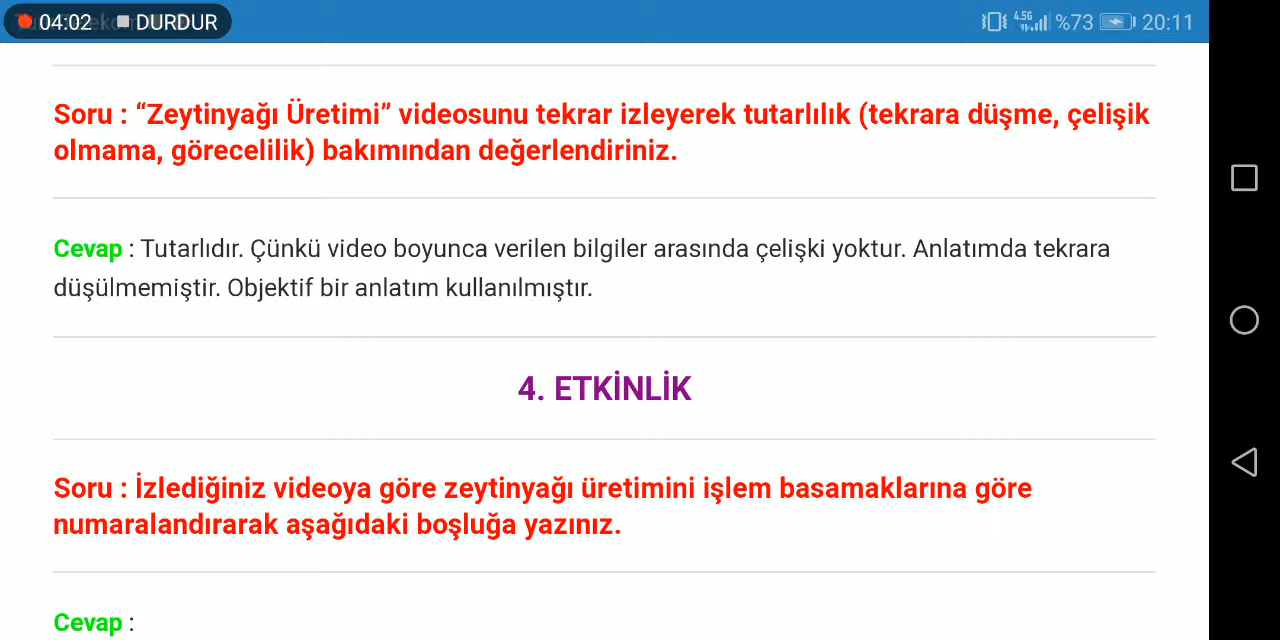 04:02 DURDUR 4.5G %73 20:11
Soru : “Zeytinyağı Üretimi” videosunu tekrar izleyerek tutarlılık (tekrara düşme, çelişik
olmama, görecelilik) bakımından değerlendiriniz.
Cevap : Tutarlıdır. Çünkü video boyunca verilen bilgiler arasında çelişki yoktur. Anlatımda tekrara
düşülmemiştir. Objektif bir anlatım kullanılmıştır.
4. ETKİNLİK
Soru : İzlediğiniz videoya göre zeytinyağı üretimini işlem basamaklarına göre
numaralandırarak aşağıdaki boşluğa yazınız.
Cevap :